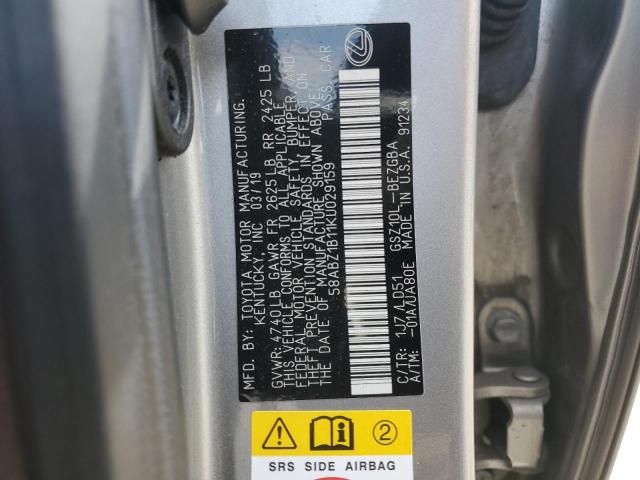 MFD. BY: TOYOTA MOTOR MANUFACTURING,
KENTUCKY, INC 03/19
GVWR: 4740 LB GAWR FR 2625 LB RR 2425 LB
THIS VEHICLE CONFORMS TO ALL APPLICABLE
FEDERAL MOTOR VEHICLE SAFETY, BUMPER, AND
THEFT PREVENTION STANDARDS IN EFFECT ON
THE DATE OF MANUFACTURE SHOWN ABOVE.
58ABZ1B11KU029159 PASS. CAR
C/TR: 1J7/LD51 GSZ10L-BEZGBA
A/TM: -01A/UA80E MADE IN U.S.A. 91234
2
SRS SIDE AIRBAG